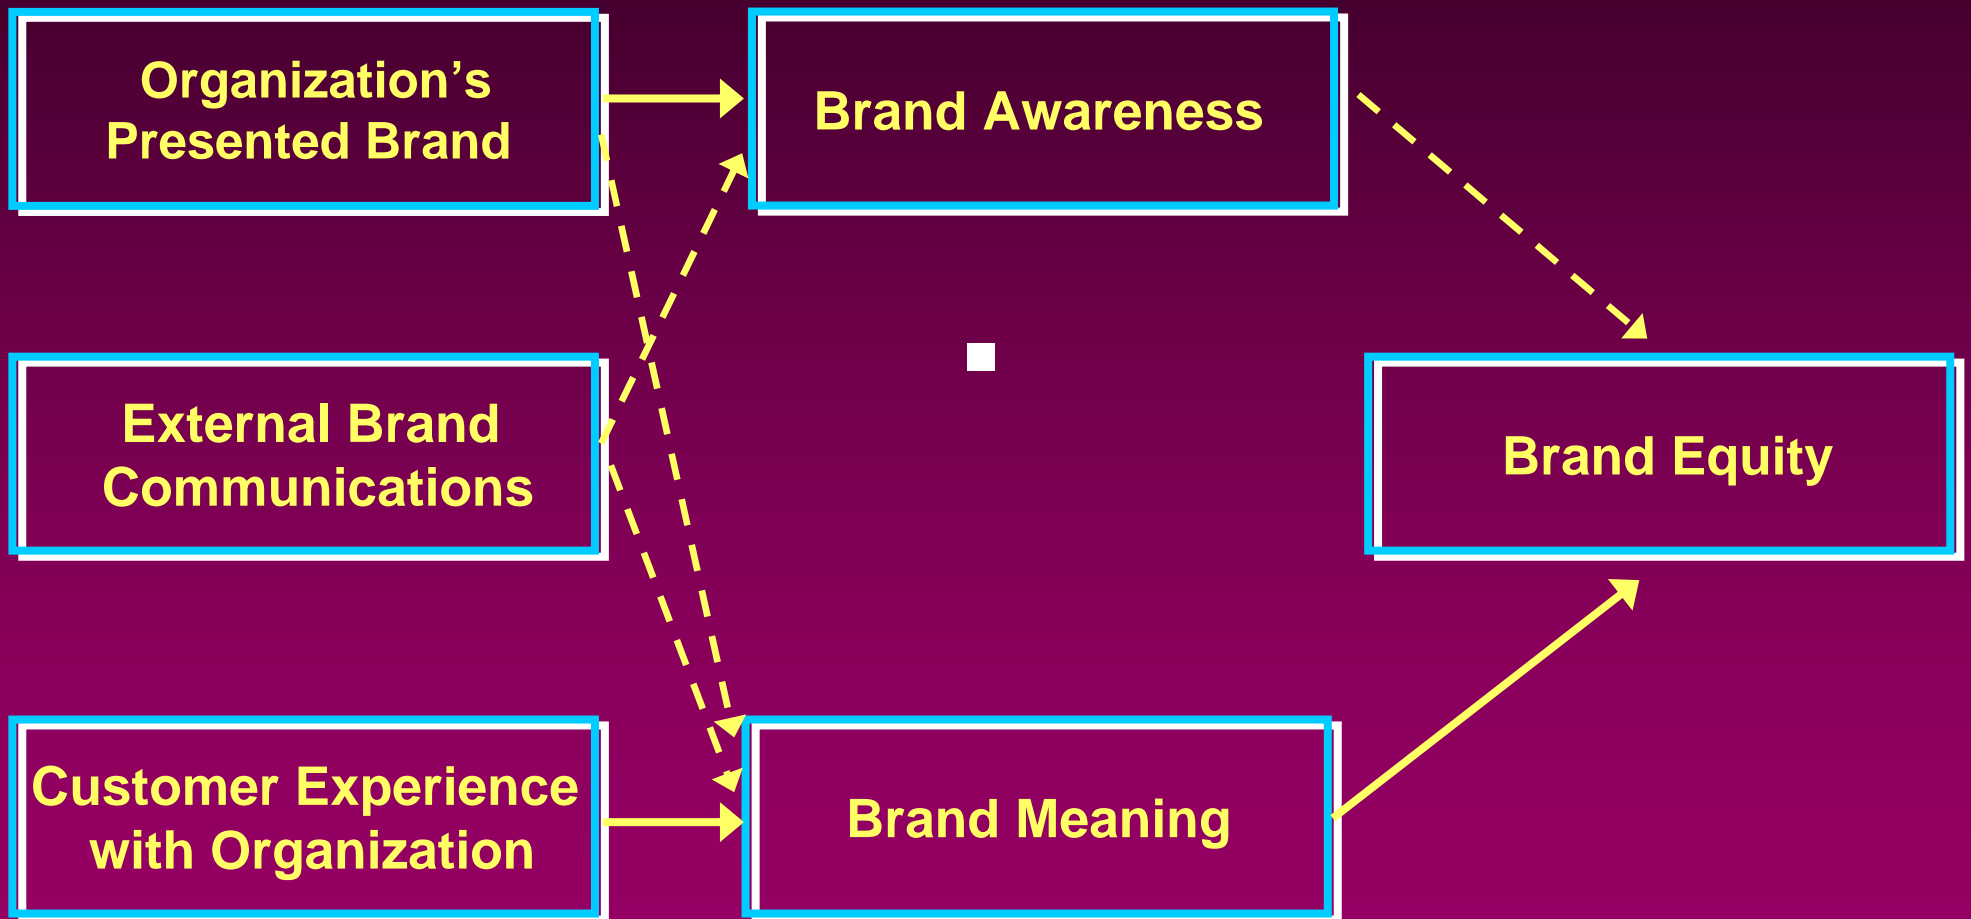 Organization’s
Presented Brand
Brand Awareness
External Brand
Communications
Brand Equity
Customer Experience
with Organization
Brand Meaning